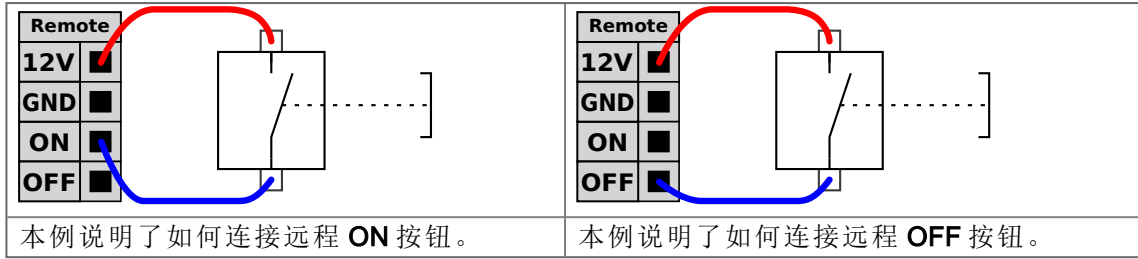 Remote
12V
GND
ON
OFF
本例说明了如何连接远程 ON 按钮。
Remote
12V
GND
ON
OFF
本例说明了如何连接远程 OFF 按钮。